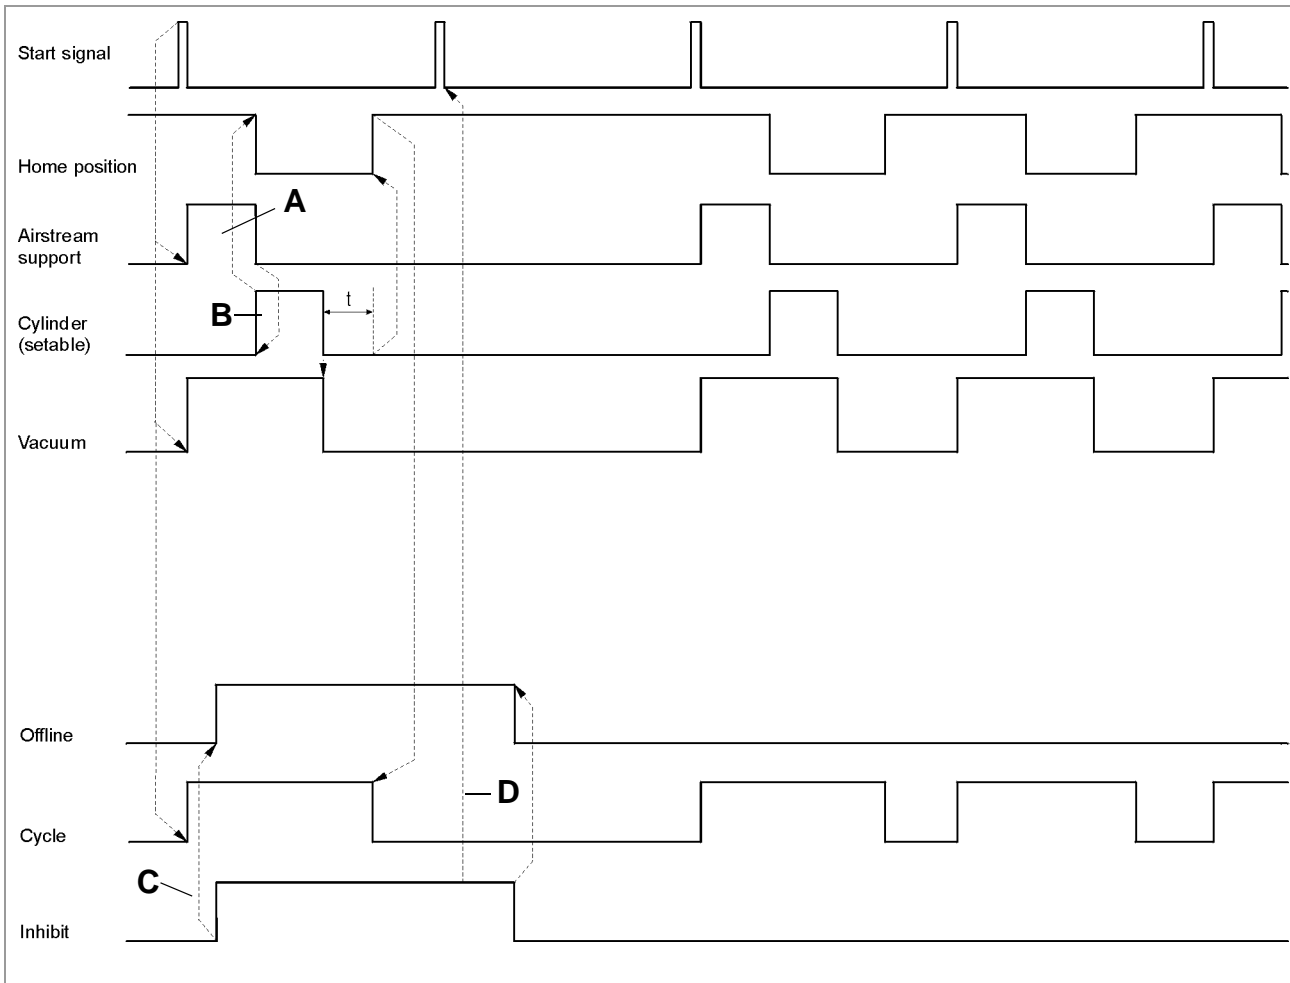 Start signal
Home position
A
Airstream
support
B
t
Cylinder
(setable)
Vacuum
Offline
D
Cycle
C
Inhibit